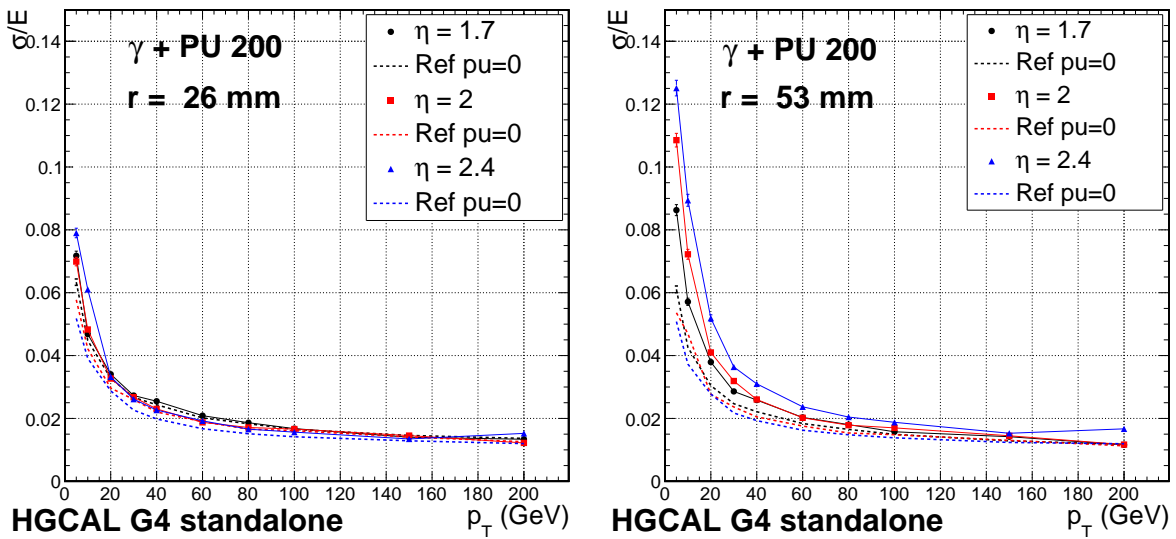 σ/E
0.14
0.12
0.1
0.08
0.06
0.04
0.02
0
γ + PU 200
r = 26 mm
η = 1.7
Ref pu=0
η = 2
Ref pu=0
η = 2.4
Ref pu=0
0 20 40 60 80 100 120 140 160 180 200
HGCAL G4 standalone
p_T (GeV)
σ/E
0.14
0.12
0.1
0.08
0.06
0.04
0.02
0
γ + PU 200
r = 53 mm
η = 1.7
Ref pu=0
η = 2
Ref pu=0
η = 2.4
Ref pu=0
0 20 40 60 80 100 120 140 160 180 200
HGCAL G4 standalone
p_T (GeV)